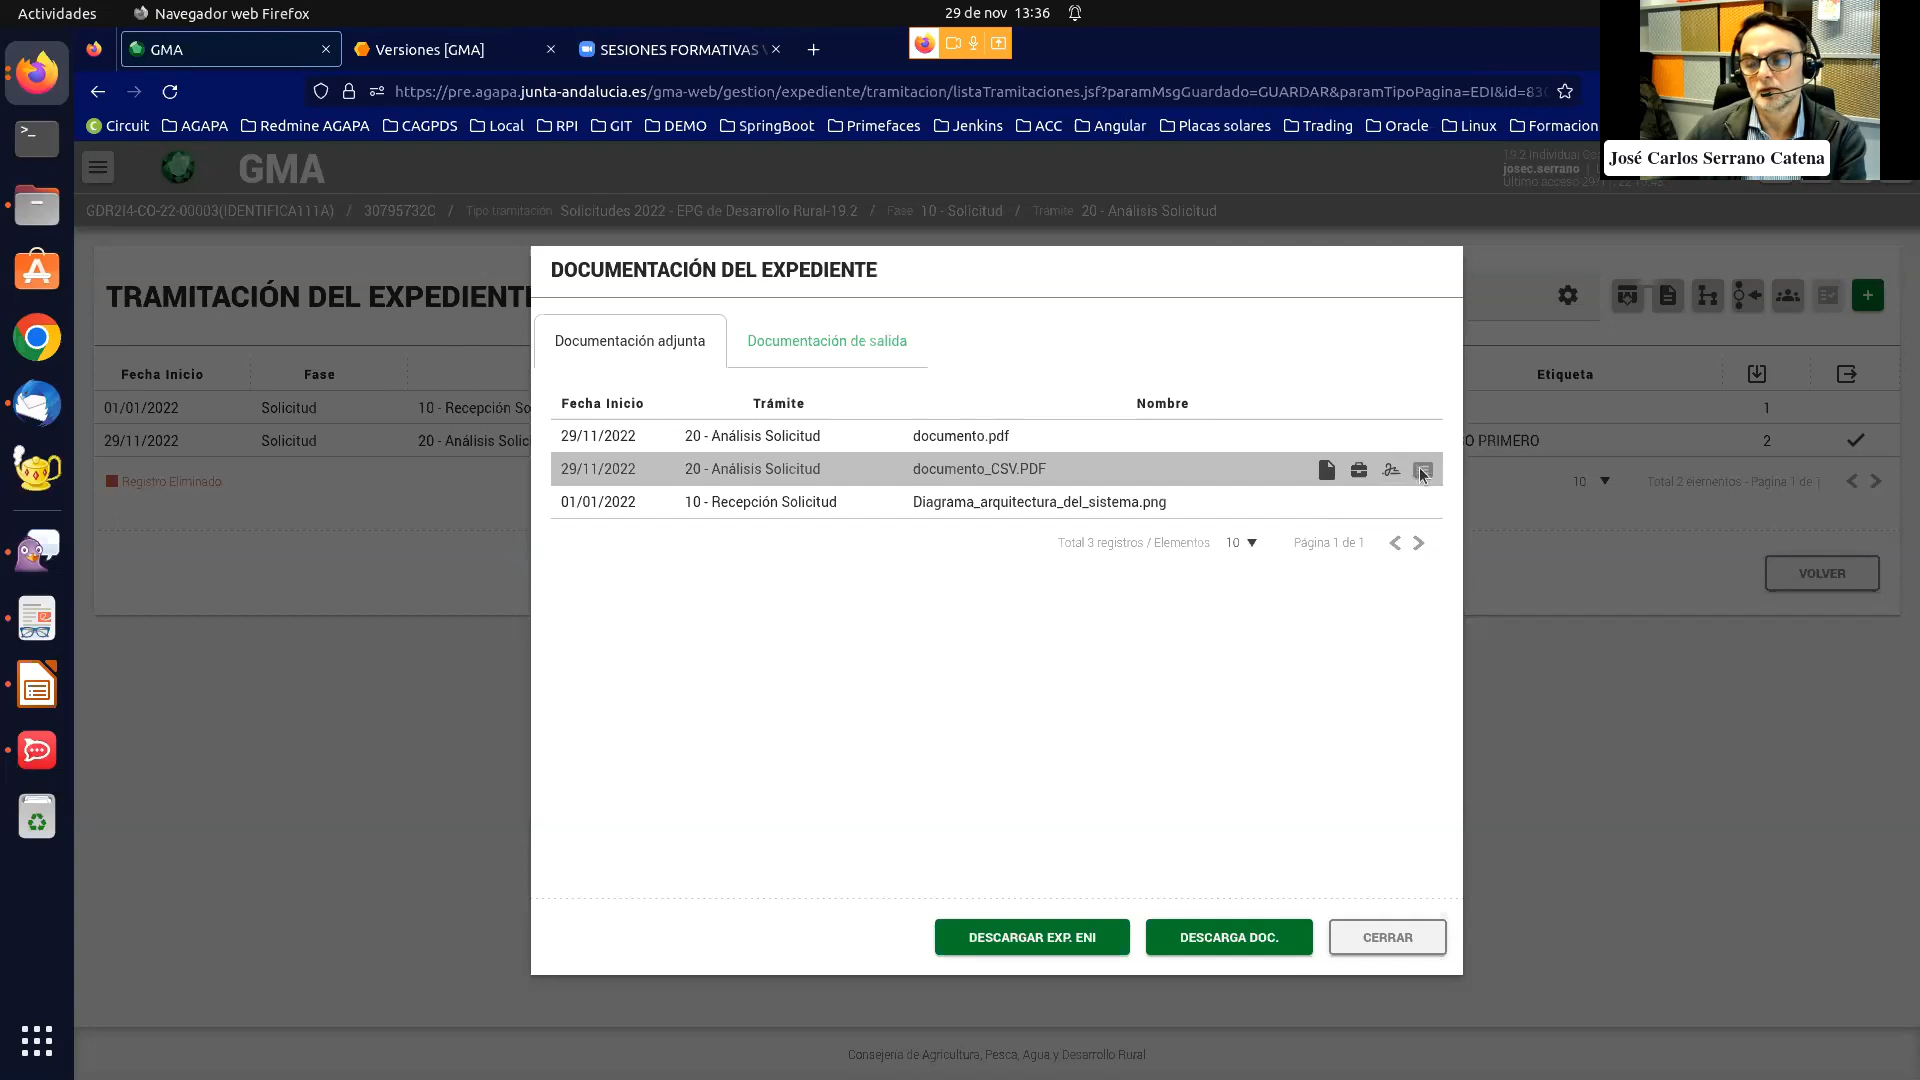 Actividades
Navegador web Firefox
29 de nov 13:36
GMA
Versiones [GMA]
SESIONES FORMATIVAS
https://pre.agapa.junta-andalucia.es/gma-web/gestion/expediente/tramitacion/listaTramitaciones.jsf?paramMsgGuardado=GUARDAR&paramTipoPagina=EDI&id=830
Circuit
AGAPA
Redmine AGAPA
CAGPDS
Local
RPI
GIT
DEMO
SpringBoot
Primefaces
Jenkins
ACC
Angular
Placas solares
Trading
Oracle
Linux
Formacion
José Carlos Serrano Catena
GMA
19.2 Individual
josec.serrano
Último acceso
GDR2I4-CO-22-00003(IDENTIFICA111A) / 30795732C / Tipo tramitación Solicitudes 2022 - EPG de Desarrollo Rural-19.2 / Fase 10 - Solicitud / Trámite 20 - Análisis Solicitud
TRAMITACIÓN DEL EXPEDIENTE
Fecha Inicio
Fase
Etiqueta
01/01/2022
Solicitud
10 - Recepción So
1
29/11/2022
Solicitud
20 - Análisis Solic
O PRIMERO
2
Registro Eliminado
10
Total 2 elementos - Página 1 de 1
VOLVER
DOCUMENTACIÓN DEL EXPEDIENTE
Documentación adjunta
Documentación de salida
Fecha Inicio
Trámite
Nombre
29/11/2022
20 - Análisis Solicitud
documento.pdf
29/11/2022
20 - Análisis Solicitud
documento_CSV.PDF
01/01/2022
10 - Recepción Solicitud
Diagrama_arquitectura_del_sistema.png
Total 3 registros / Elementos
10
Página 1 de 1
DESCARGAR EXP. ENI
DESCARGA DOC.
CERRAR
Consejería de Agricultura, Pesca, Agua y Desarrollo Rural